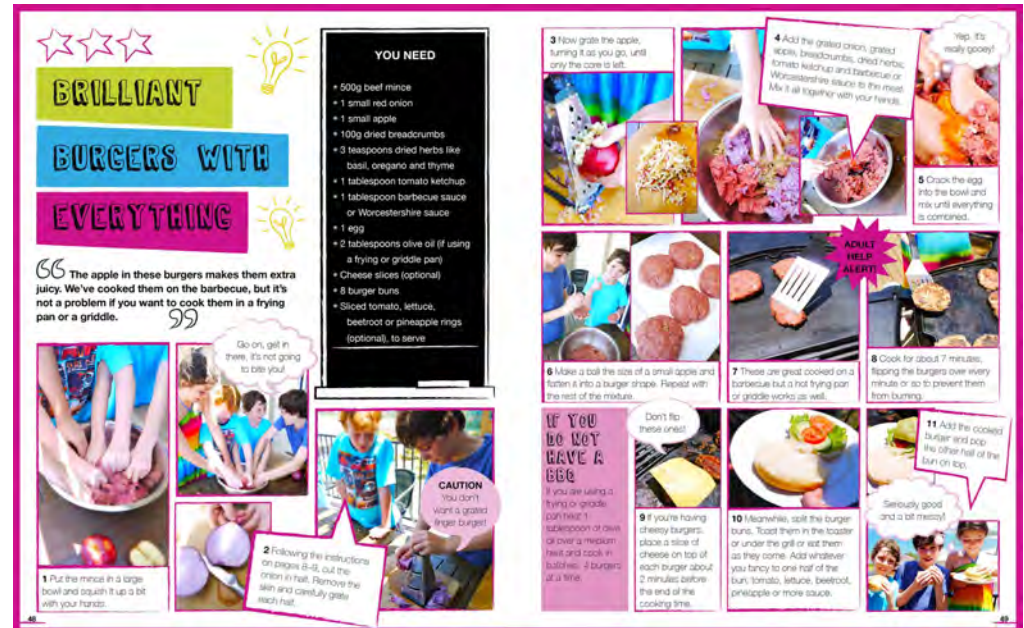 BRILLIANT
BURGERS WITH
EVERYTHING
The apple in these burgers makes them extra
juicy. We've cooked them on the barbecue, but it's
not a problem if you want to cook them in a frying
pan or a griddle.
YOU NEED
• 500g beef mince
• 1 small red onion
• 1 small apple
• 100g dried breadcrumbs
• 3 teaspoons dried herbs like
basil, oregano and thyme
• 1 tablespoon tomato ketchup
• 1 tablespoon barbecue sauce
or Worcestershire sauce
• 1 egg
• 2 tablespoons olive oil (if using
a frying or griddle pan)
• Cheese slices (optional)
• 8 burger buns
• Sliced tomato, lettuce,
beetroot or pineapple rings
(optional), to serve
Go on, get in
there, it's not going
to bite you!
1 Put the mince in a large
bowl and squish it up a bit
with your hands.
2 Following the instructions
on pages 8–9, cut the
onion in half. Remove the
skin and carefully grate
each half.
CAUTION
You don't
want a grated
finger burger!
48
3 Now grate the apple,
turning it as you go, until
only the core is left.
4 Add the grated onion, grated
apple, breadcrumbs, dried herbs,
tomato ketchup and barbecue or
Worcestershire sauce to the meat.
Mix it all together with your hands.
Yep, it's
really gooey!
5 Crack the egg
into the bowl and
mix until everything
is combined.
6 Make a ball the size of a small apple and
flatten it into a burger shape. Repeat with
the rest of the mixture.
ADULT
HELP
ALERT!
7 These are great cooked on a
barbecue but a hot frying pan
or griddle works as well.
8 Cook for about 7 minutes,
flipping the burgers over every
minute or so to prevent them
from burning.
IF YOU
DO NOT
HAVE A
BBQ
If you are using a
frying or griddle
pan heat 1
tablespoon of olive
oil over a medium
heat and cook in
batches, 4 burgers
at a time.
Don't flip
these ones!
9 If you're having
cheesy burgers,
place a slice of
cheese on top of
each burger about
2 minutes before
the end of the
cooking time.
10 Meanwhile, split the burger
buns. Toast them in the toaster
or under the grill or eat them
as they come. Add whatever
you fancy to one half of the
bun, tomato, lettuce, beetroot,
pineapple or more sauce.
11 Add the cooked
burger and pop
the other half of the
bun on top.
Seriously good
and a bit messy!
49